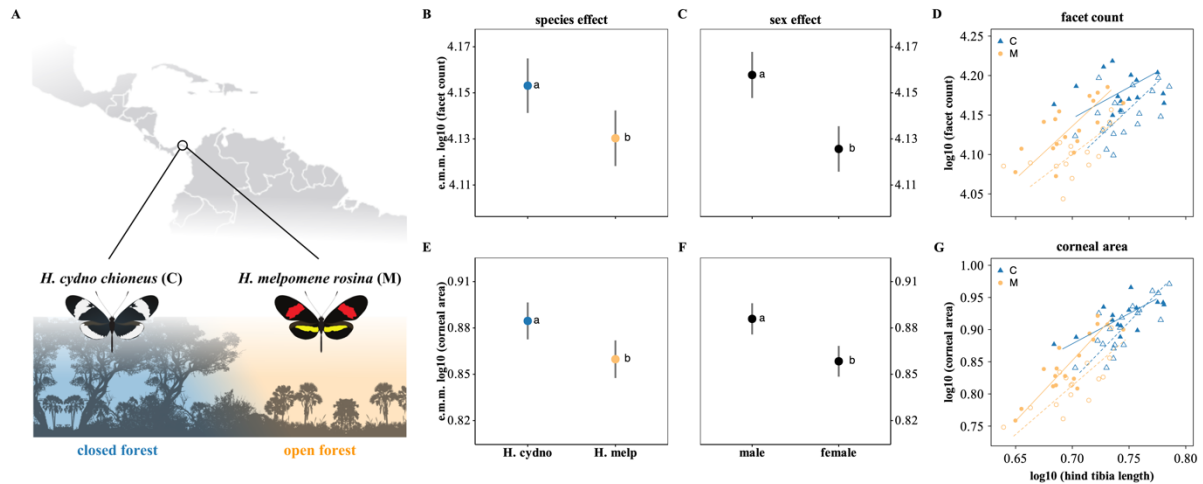 A
H. cydno chioneus (C)
H. melpomene rosina (M)
closed forest
open forest
B
species effect
e.m.m. log10 (facet count)
4.17
4.15
4.13
4.11
a
b
C
sex effect
a
b
4.17
4.15
4.13
4.11
D
facet count
log10 (facet count)
4.25
4.20
4.15
4.10
4.05
C
M
E
e.m.m. log10 (corneal area)
0.91
0.88
0.85
0.82
a
b
H. cydno
H. melp
F
a
b
0.91
0.88
0.85
0.82
male
female
G
corneal area
log10 (corneal area)
1.00
0.95
0.90
0.85
0.80
0.75
C
M
0.65
0.70
0.75
0.80
log10 (hind tibia length)